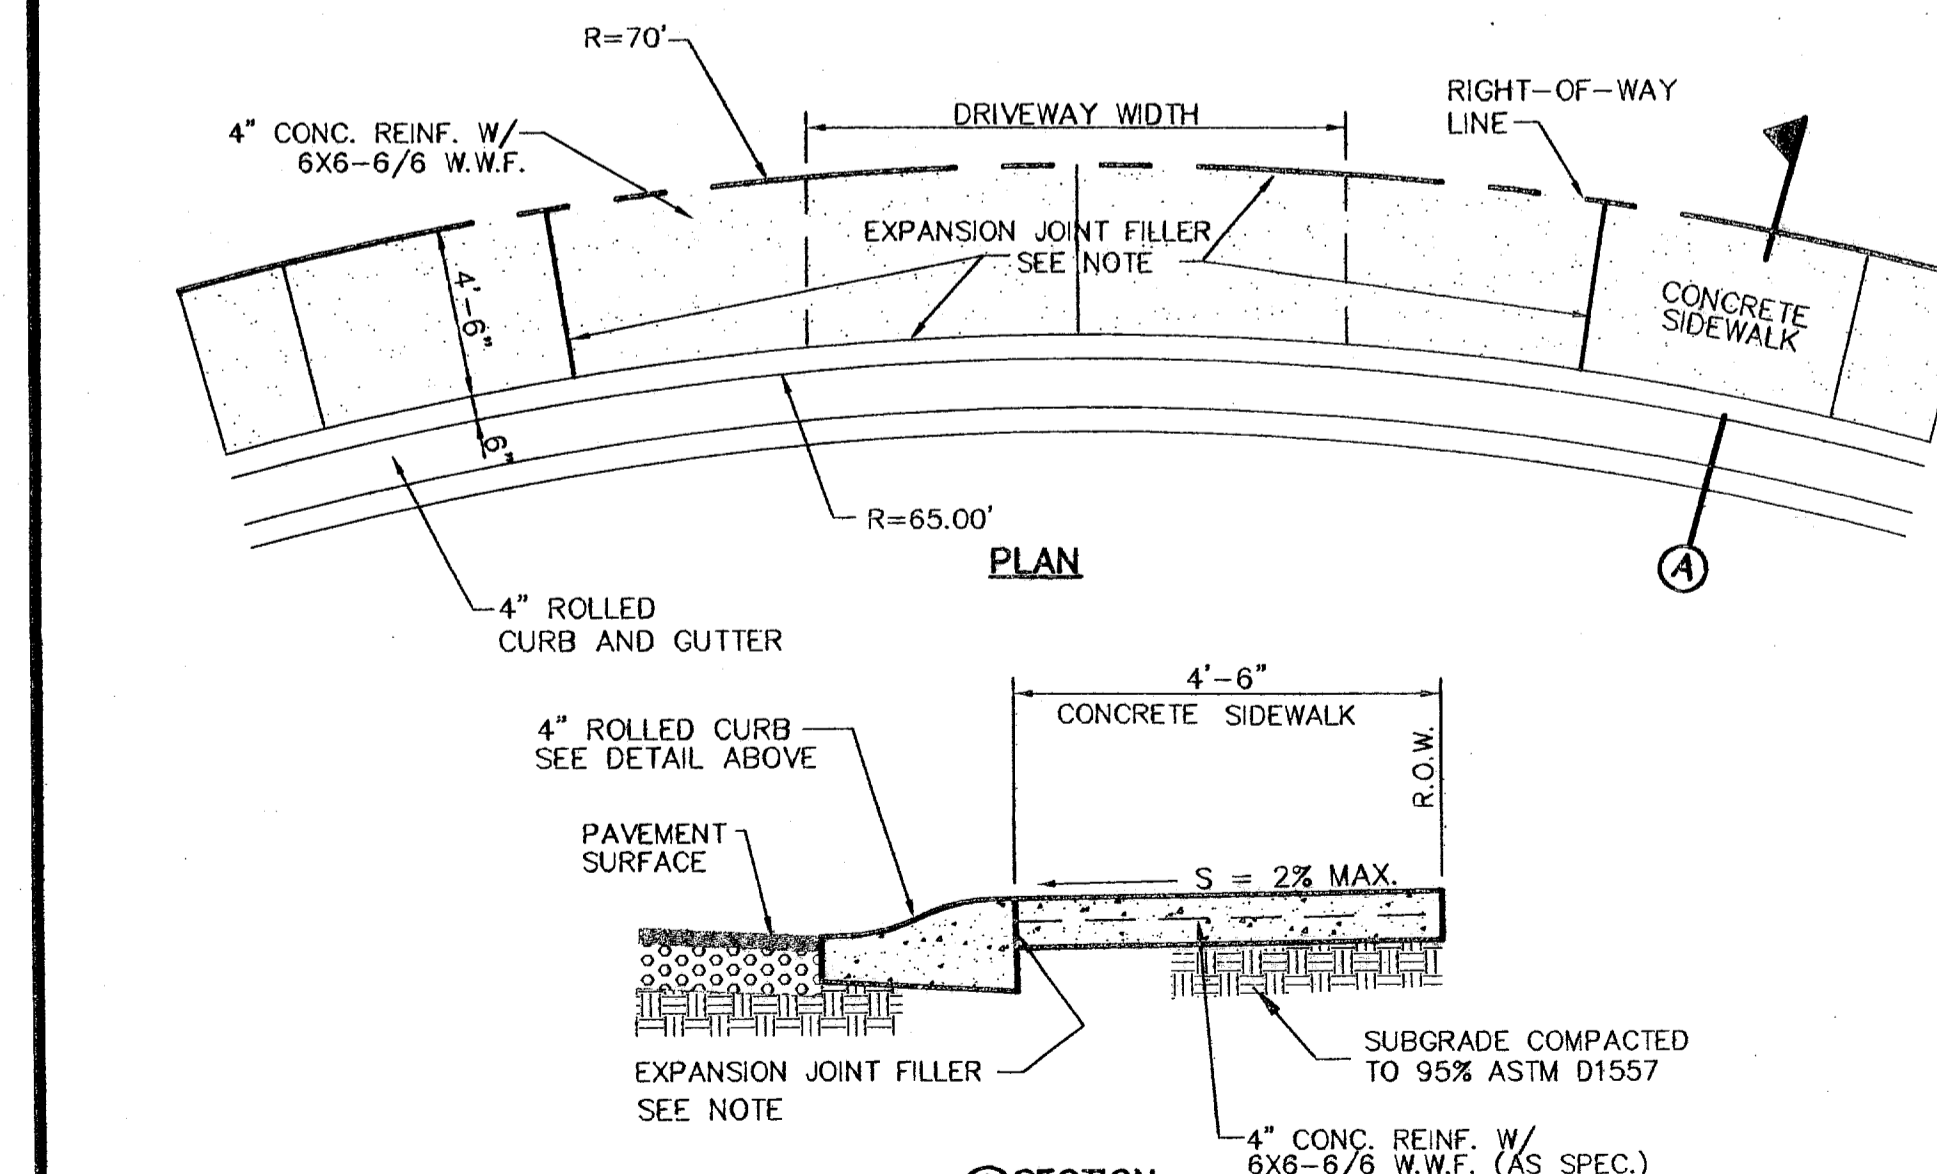 R=70'
4" CONC. REINF. W/
6X6-6/6 W.W.F.
DRIVEWAY WIDTH
RIGHT-OF-WAY
LINE
EXPANSION JOINT FILLER
SEE NOTE
4'-6"
6"
CONCRETE
SIDEWALK
R=65.00'
PLAN
A
4" ROLLED
CURB AND GUTTER
4'-6"
CONCRETE SIDEWALK
R.O.W.
4" ROLLED CURB
SEE DETAIL ABOVE
PAVEMENT
SURFACE
S = 2% MAX.
EXPANSION JOINT FILLER
SEE NOTE
SUBGRADE COMPACTED
TO 95% ASTM D1557
4" CONC. REINF. W/
6X6-6/6 W.W.F. (AS SPEC.)
SECTION